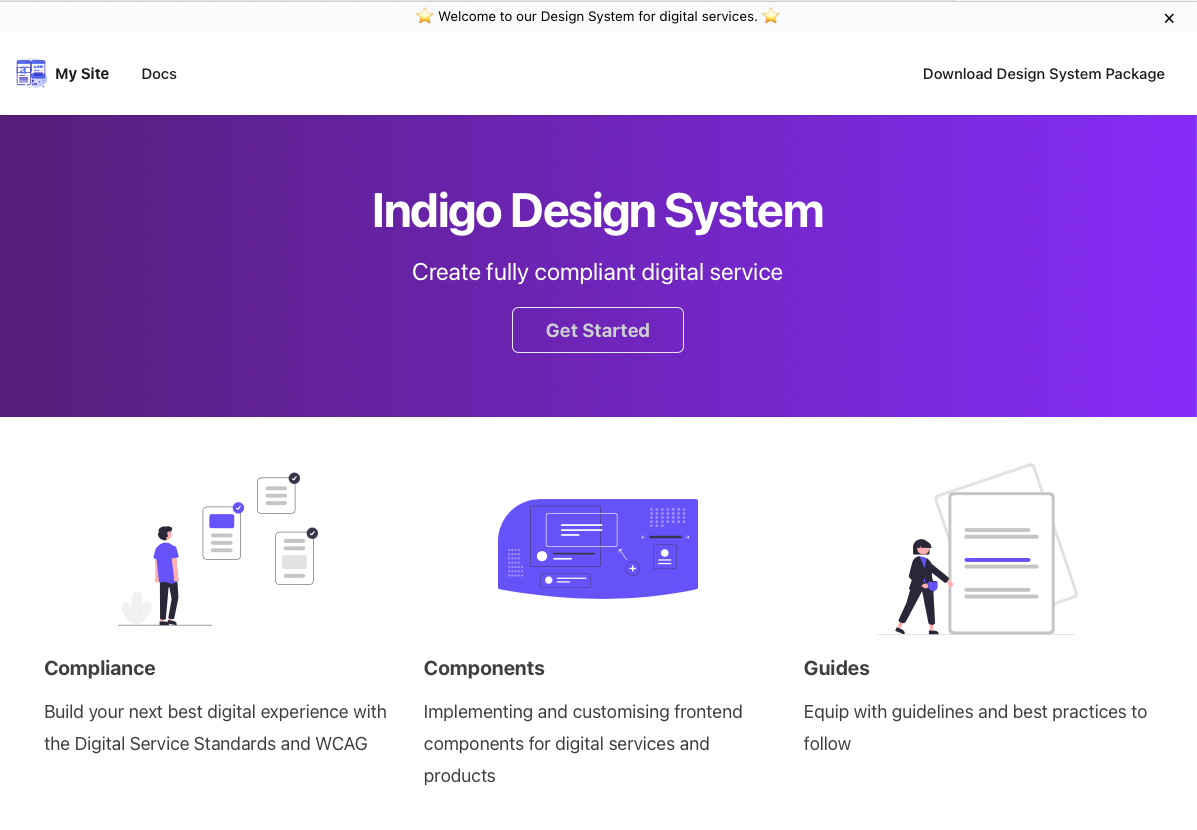 ⭐️ Welcome to our Design System for digital services. ⭐️ ×
My Site Docs Download Design System Package
Indigo Design System
Create fully compliant digital service
Get Started
Compliance
Build your next best digital experience with
the Digital Service Standards and WCAG
Components
Implementing and customising frontend
components for digital services and
products
Guides
Equip with guidelines and best practices to
follow